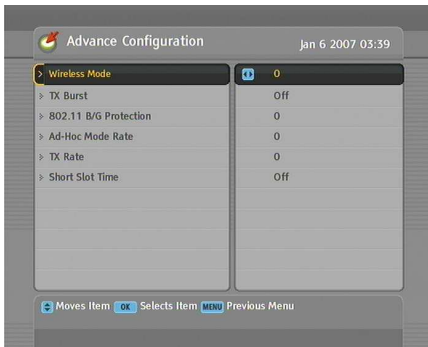 Advance Configuration Jan 6 2007 03:39
Wireless Mode 0
TX Burst Off
802.11 B/G Protection 0
Ad-Hoc Mode Rate 0
TX Rate 0
Short Slot Time Off
Moves Item OK Selects Item MENU Previous Menu